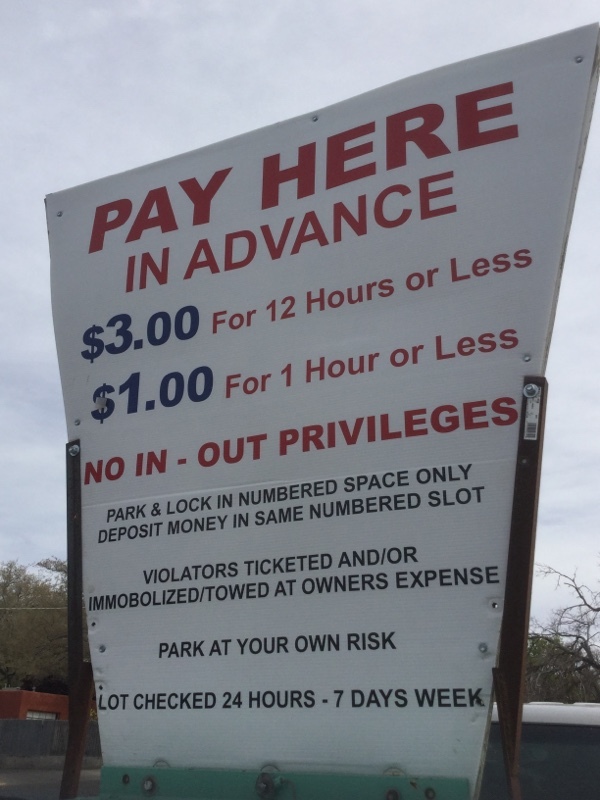 PAY HERE
IN ADVANCE
$3.00 For 12 Hours or Less
$1.00 For 1 Hour or Less
NO IN - OUT PRIVILEGES
PARK & LOCK IN NUMBERED SPACE ONLY
DEPOSIT MONEY IN SAME NUMBERED SLOT
VIOLATORS TICKETED AND/OR
IMMOBOLIZED/TOWED AT OWNERS EXPENSE
PARK AT YOUR OWN RISK
LOT CHECKED 24 HOURS - 7 DAYS WEEK